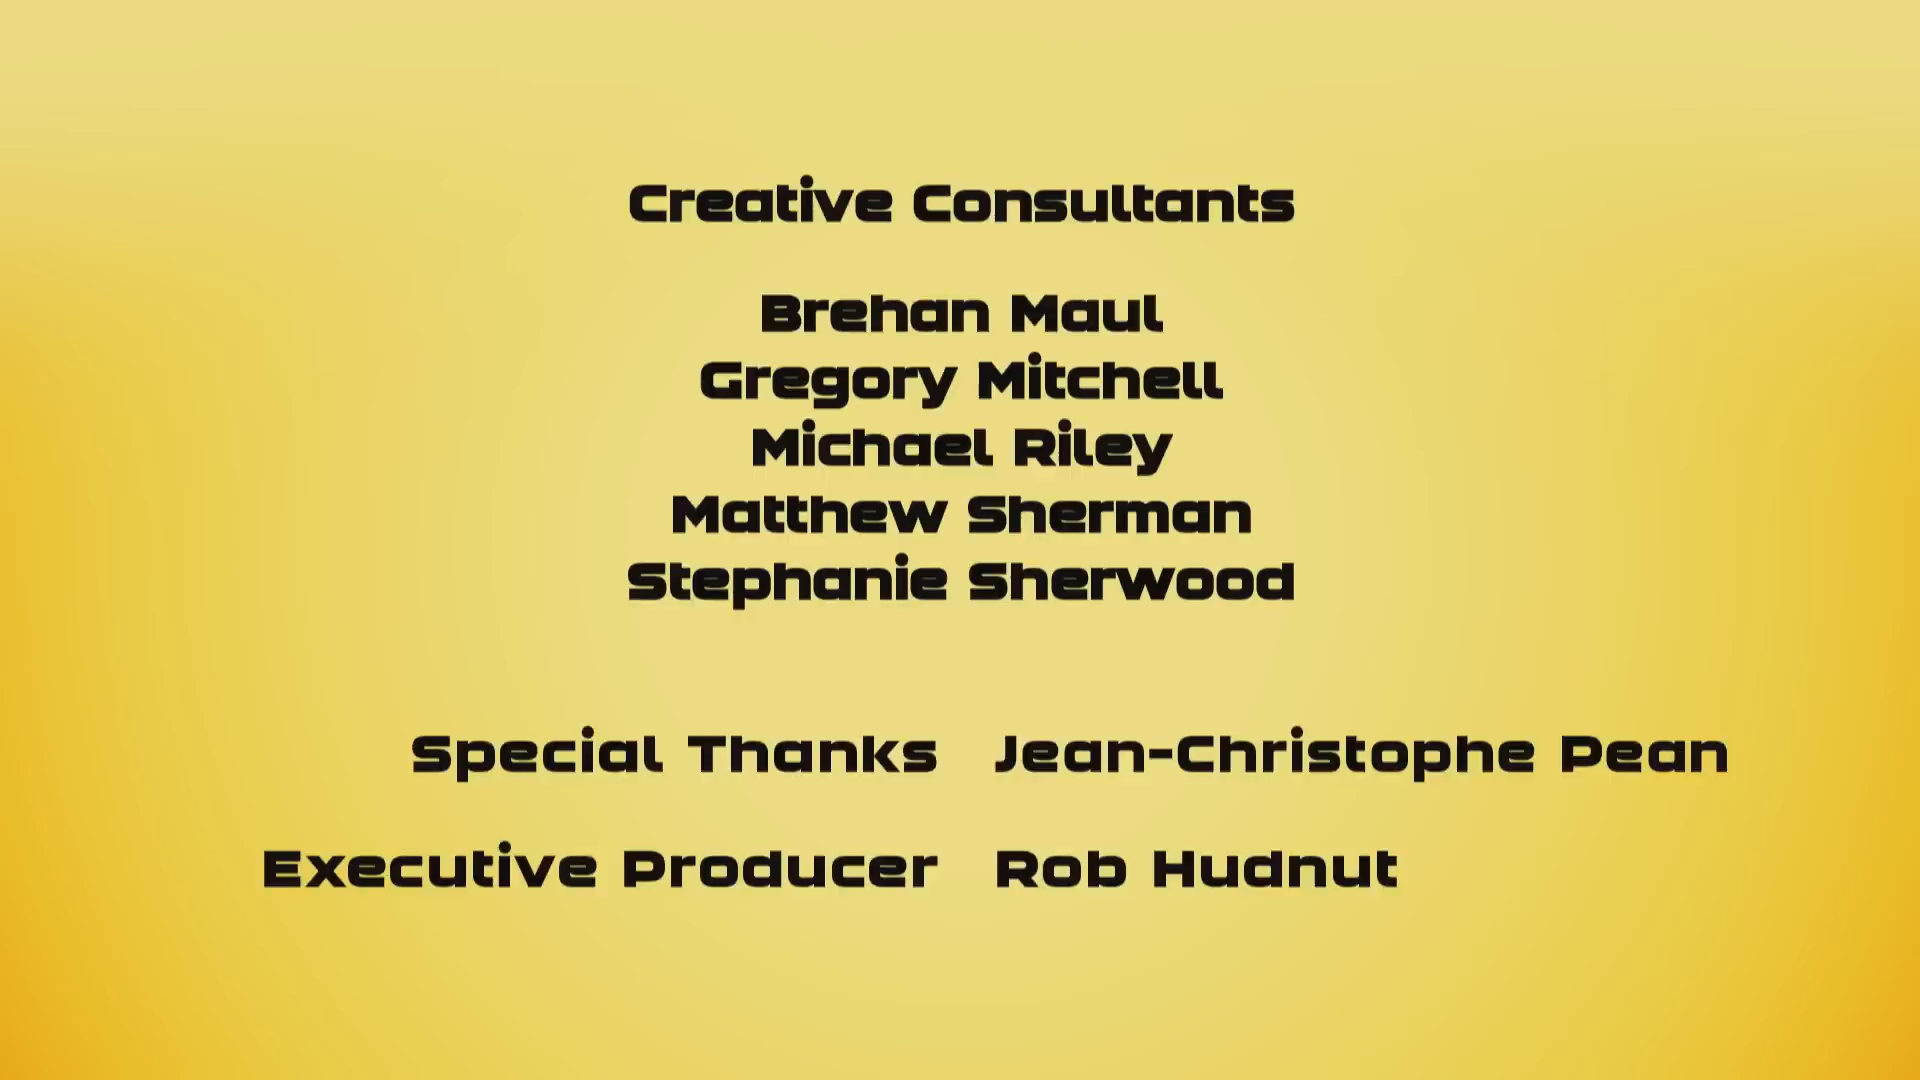 Creative Consultants
Brehan Maul
Gregory Mitchell
Michael Riley
Matthew Sherman
Stephanie Sherwood
Special Thanks Jean-Christophe Pean
Executive Producer Rob Hudnut